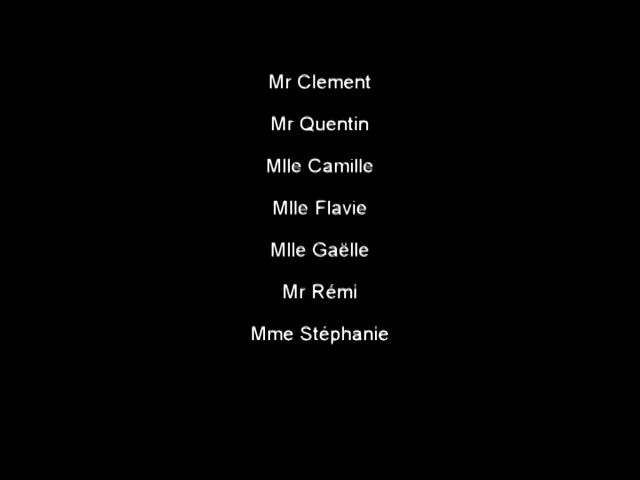 Mr Clement
Mr Quentin
Mlle Camille
Mlle Flavie
Mlle Gaëlle
Mr Rémi
Mme Stéphanie